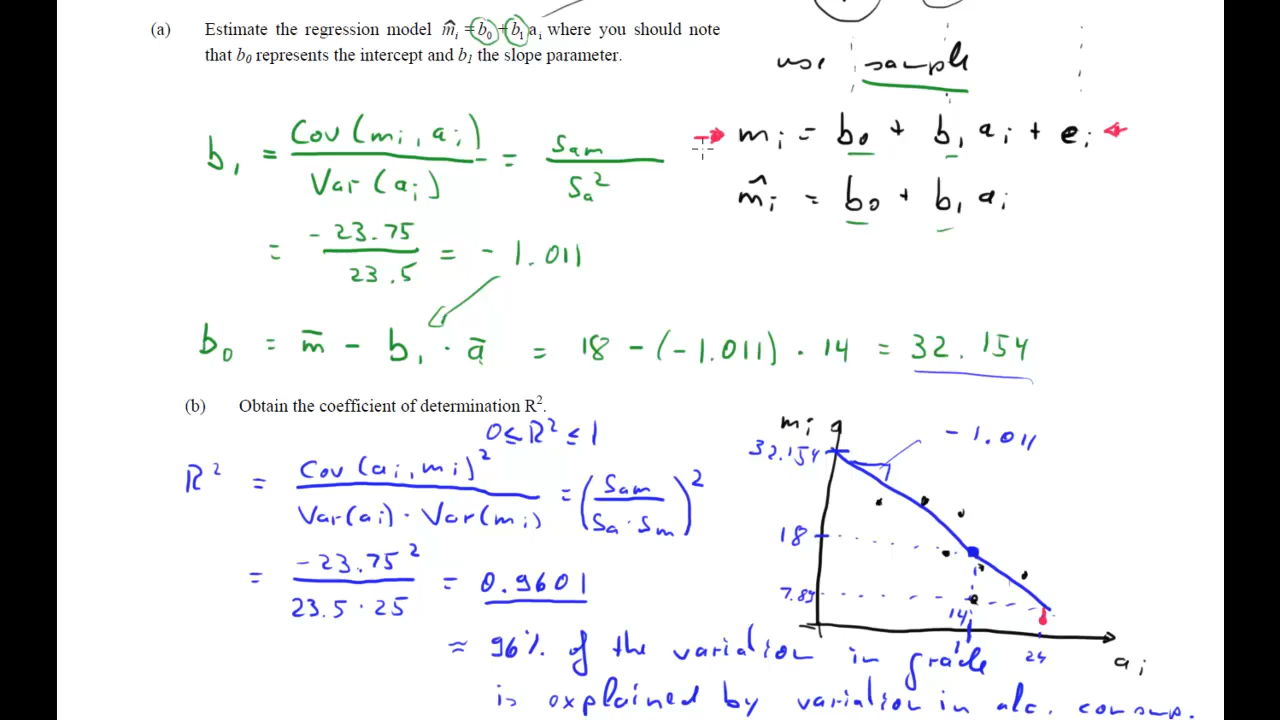 (a) Estimate the regression model m̂ᵢ = b₀ + b₁aᵢ where you should note
that b₀ represents the intercept and b₁ the slope parameter.
use sample
b₁ = Cov(mᵢ, aᵢ) / Var(aᵢ) = Sam / Sa²
mᵢ = b₀ + b₁ aᵢ + eᵢ
m̂ᵢ = b₀ + b₁ aᵢ
= -23.75 / 23.5 = -1.011
b₀ = m̄ - b₁ · ā = 18 - (-1.011) · 14 = 32.154
(b) Obtain the coefficient of determination R².
0 ≤ R² ≤ 1
R² = Cov(aᵢ, mᵢ)² / Var(aᵢ) · Var(mᵢ) = (Sam / Sa · Sm)²
= -23.75² / 23.5 · 25 = 0.9601
≈ 96% of the variation in grade
is explained by variation in alc. consump.
mᵢ
32.154
-1.011
18
7.89
14
24
aᵢ